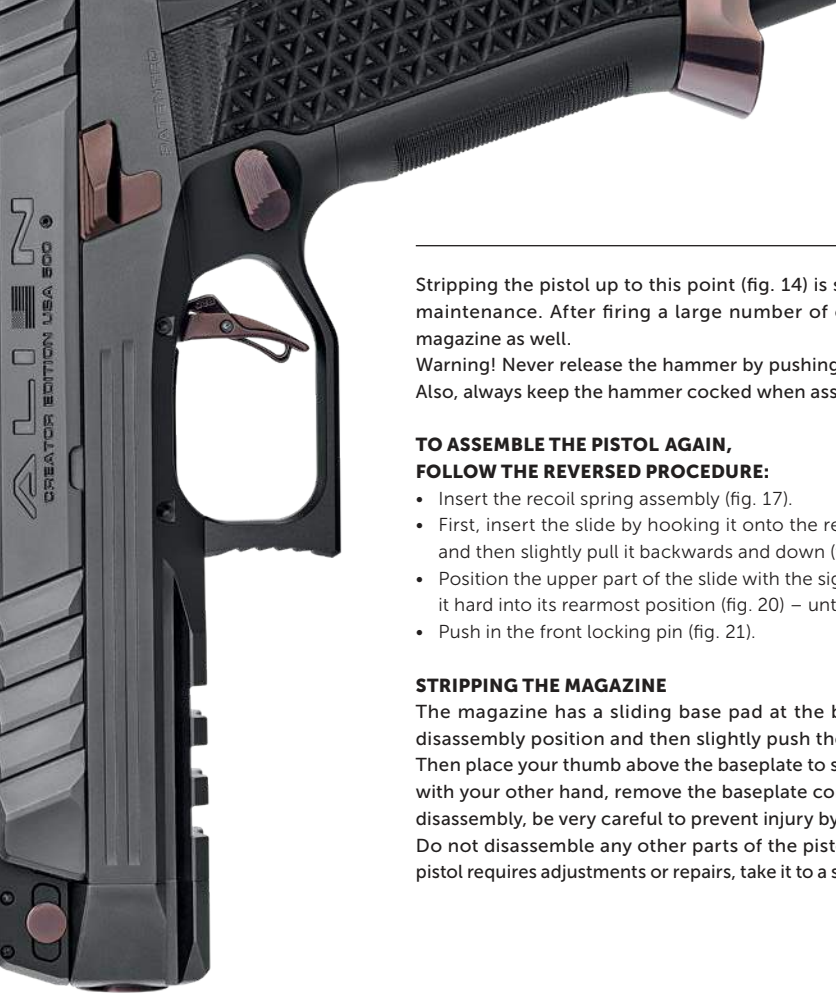 PATENTED
ALIEN
CREATOR EDITION USA 500
Stripping the pistol up to this point (fig. 14) is
maintenance. After firing a large number of
magazine as well.
Warning! Never release the hammer by pushing
Also, always keep the hammer cocked when
TO ASSEMBLE THE PISTOL AGAIN,
FOLLOW THE REVERSED PROCEDURE:
• Insert the recoil spring assembly (fig. 17).
• First, insert the slide by hooking it onto the
and then slightly pull it backwards and down (
• Position the upper part of the slide with the
it hard into its rearmost position (fig. 20) –
• Push in the front locking pin (fig. 21).
STRIPPING THE MAGAZINE
The magazine has a sliding base pad at the
disassembly position and then slightly push
Then place your thumb above the baseplate to
with your other hand, remove the baseplate
disassembly, be very careful to prevent injury by
Do not disassemble any other parts of the
pistol requires adjustments or repairs, take it to a